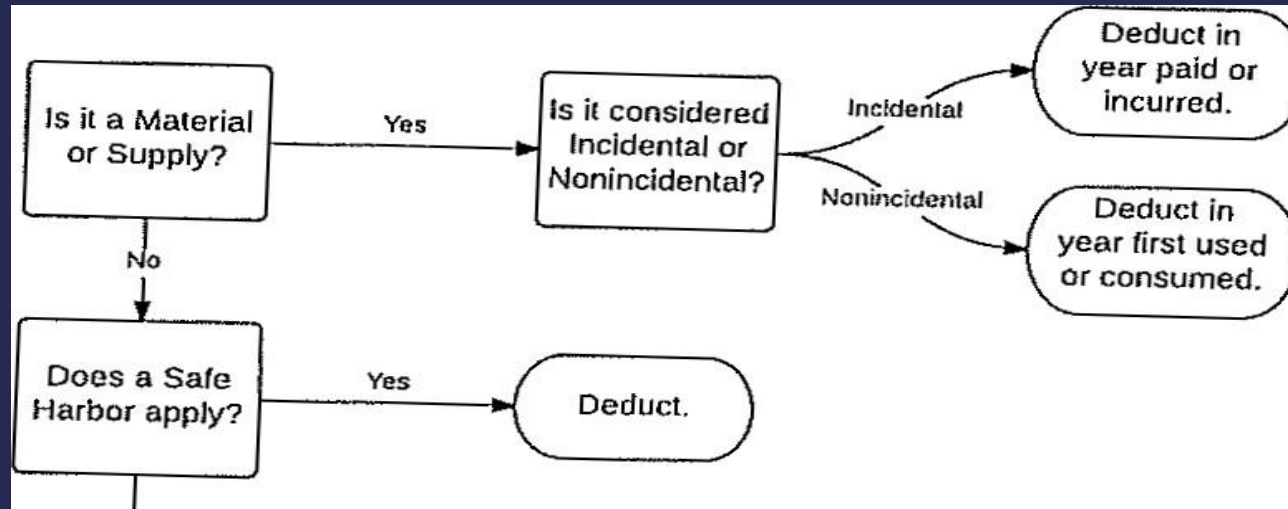 Is it a Material
or Supply?
Yes
Is it considered
Incidental or
Nonincidental?
Incidental
Deduct in
year paid or
incurred.
Nonincidental
Deduct in
year first used
or consumed.
No
Does a Safe
Harbor apply?
Yes
Deduct.